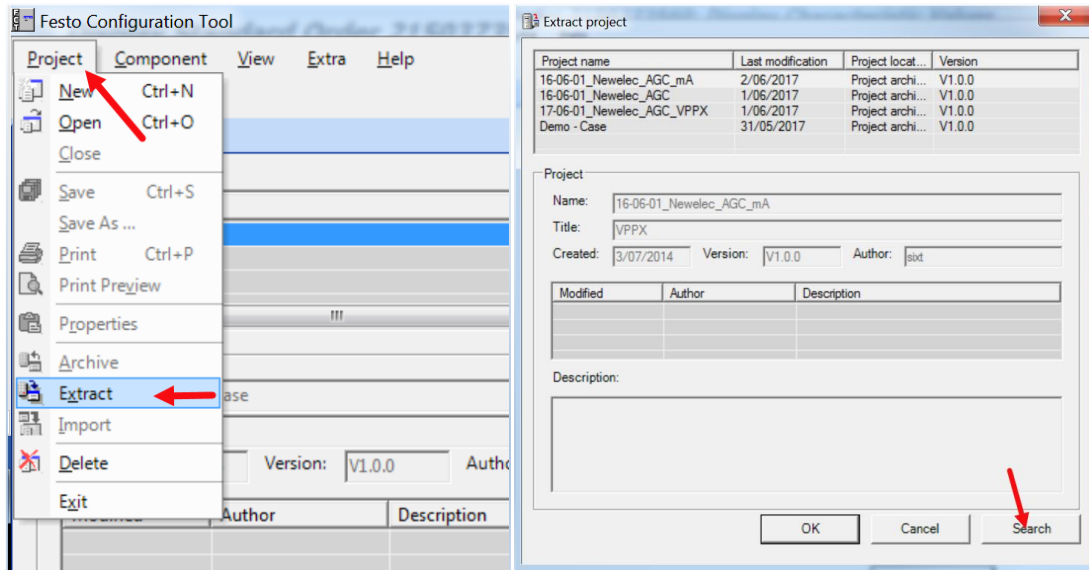 Festo Configuration Tool
Project Component View Extra Help
New Ctrl+N
Open Ctrl+O
Close
Save Ctrl+S
Save As ...
Print Ctrl+P
Print Preview
Properties
Archive
Extract
ase
Import
Delete
Version: V1.0.0 Autho
Exit
Modified Author Description
Extract project
Project name Last modification Project locat... Version
16-06-01_Newelec_AGC_mA 2/06/2017 Project archi... V1.0.0
16-06-01_Newelec_AGC 1/06/2017 Project archi... V1.0.0
17-06-01_Newelec_AGC_VPPX 1/06/2017 Project archi... V1.0.0
Demo - Case 31/05/2017 Project archi... V1.0.0
Project
Name: 16-06-01_Newelec_AGC_mA
Title: VPPX
Created: 3/07/2014 Version: V1.0.0 Author: sixt
Modified Author Description
Description:
OK Cancel Search